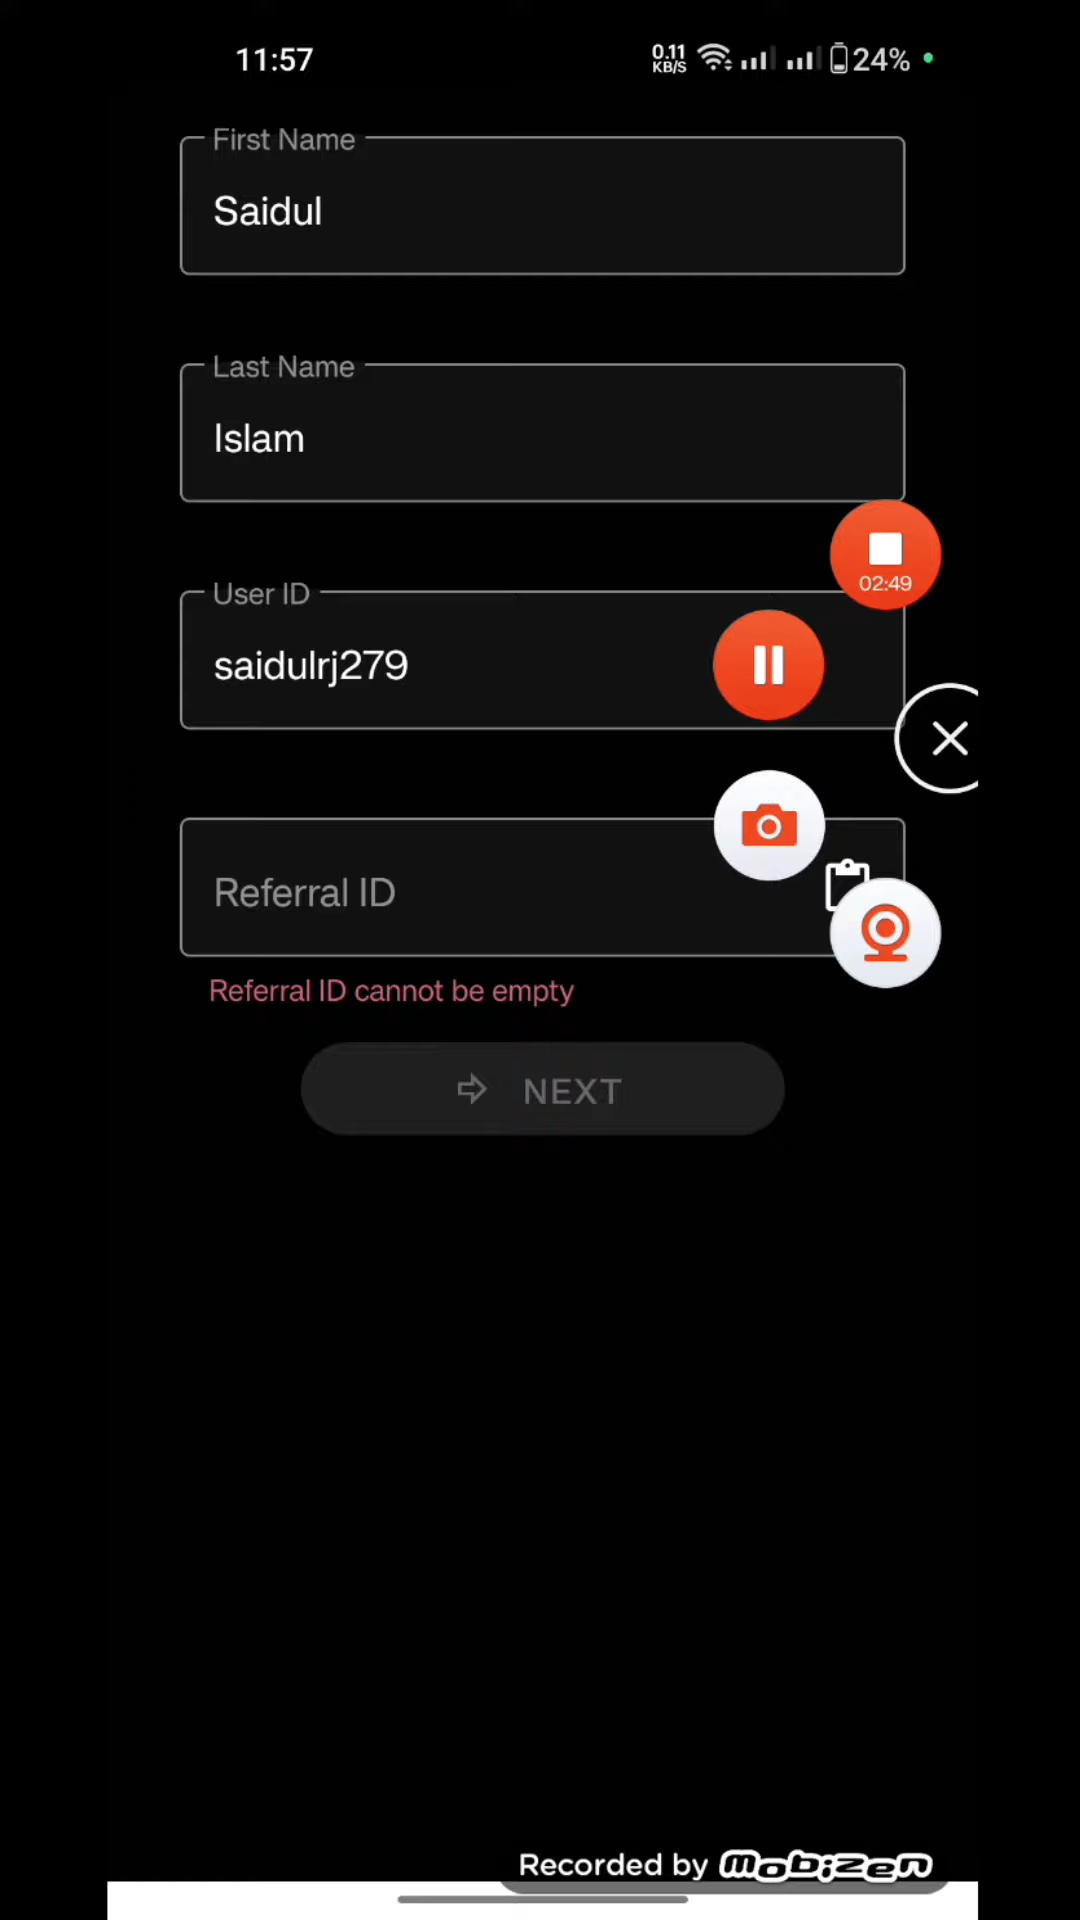 11:57
0.11
KB/S
24%
First Name
Saidul
Last Name
Islam
02:49
User ID
saidulrj279
Referral ID
Referral ID cannot be empty
NEXT
Recorded by mobizen